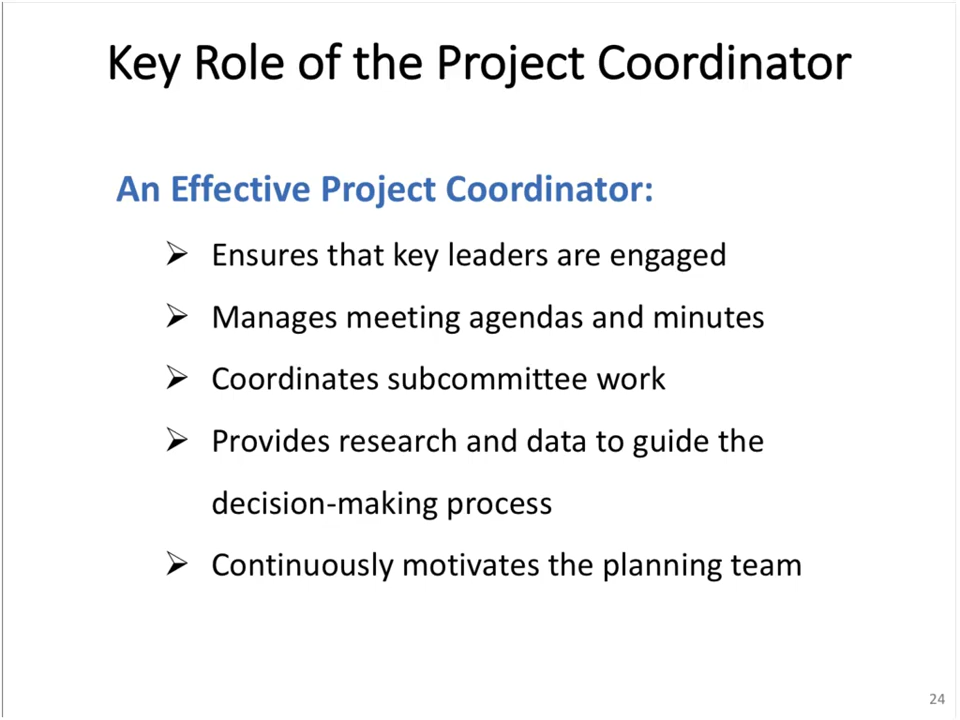 Key Role of the Project Coordinator
An Effective Project Coordinator:
➢ Ensures that key leaders are engaged
➢ Manages meeting agendas and minutes
➢ Coordinates subcommittee work
➢ Provides research and data to guide the
decision-making process
➢ Continuously motivates the planning team
24